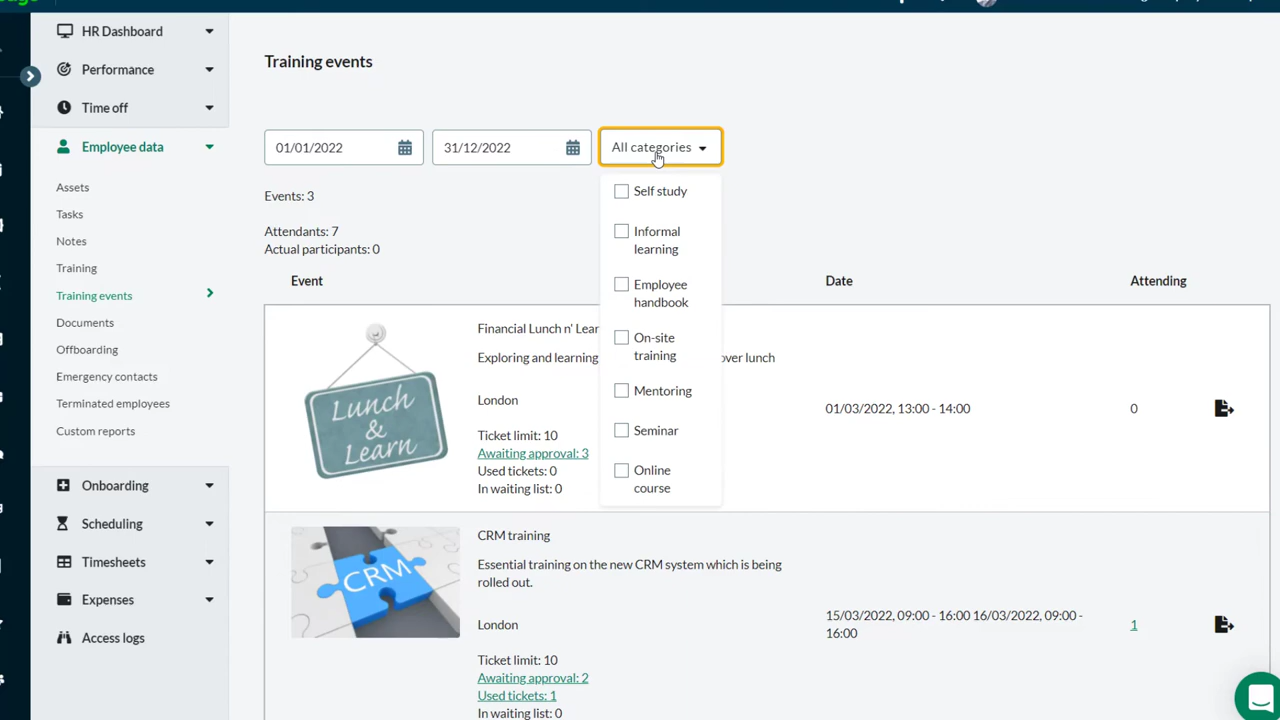 HR Dashboard
Performance
Time off
Employee data
Assets
Tasks
Notes
Training
Training events
Documents
Offboarding
Emergency contacts
Terminated employees
Custom reports
Onboarding
Scheduling
Timesheets
Expenses
Access logs
Training events
01/01/2022
31/12/2022
All categories
Self study
Informal
learning
Employee
handbook
On-site
training
Mentoring
Seminar
Online
course
Events: 3
Attendants: 7
Actual participants: 0
Event
Date
Attending
Lunch
&
Learn
Financial Lunch n' Lear
Exploring and learning over lunch
London
Ticket limit: 10
Awaiting approval: 3
Used tickets: 0
In waiting list: 0
01/03/2022, 13:00 - 14:00
0
CRM
CRM training
Essential training on the new CRM system which is being
rolled out.
London
Ticket limit: 10
Awaiting approval: 2
Used tickets: 1
In waiting list: 0
15/03/2022, 09:00 - 16:00 16/03/2022, 09:00 -
16:00
1